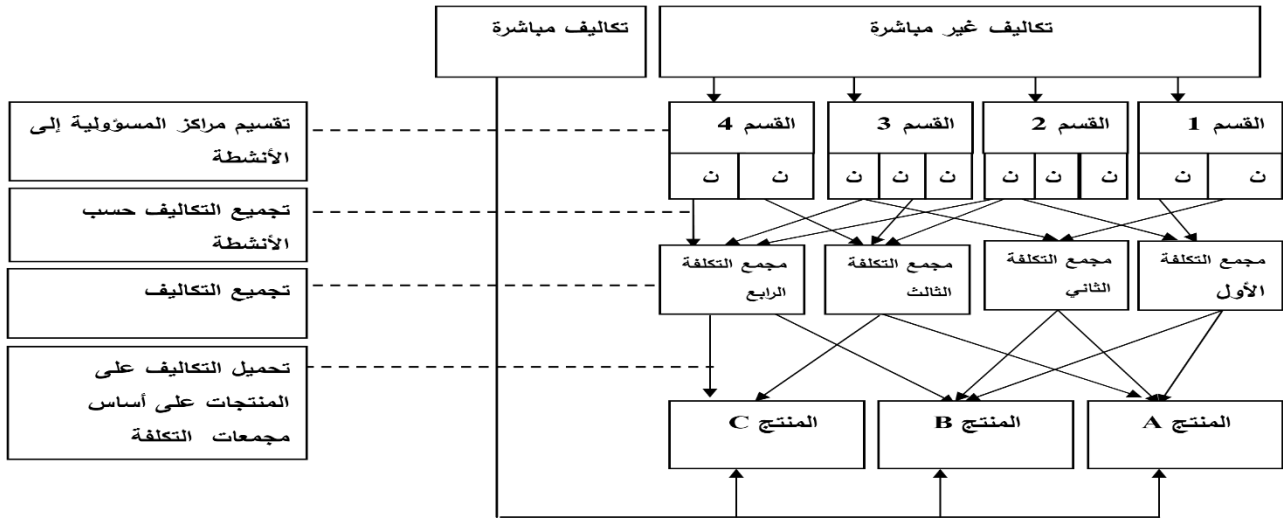 تكاليف غير مباشرة
تكاليف مباشرة
القسم 1
القسم 2
القسم 3
القسم 4
تقسيم مراكز المسؤولية إلى
الأنشطة
ن ن ن ن ن ن ن ن ن ن
تجميع التكاليف حسب
الأنشطة
مجمع التكلفة
الأول
مجمع التكلفة
الثاني
مجمع التكلفة
الثالث
مجمع التكلفة
الرابع
تجميع التكاليف
تحميل التكاليف على
المنتجات على أساس
مجمعات التكلفة
المنتج A
المنتج B
المنتج C